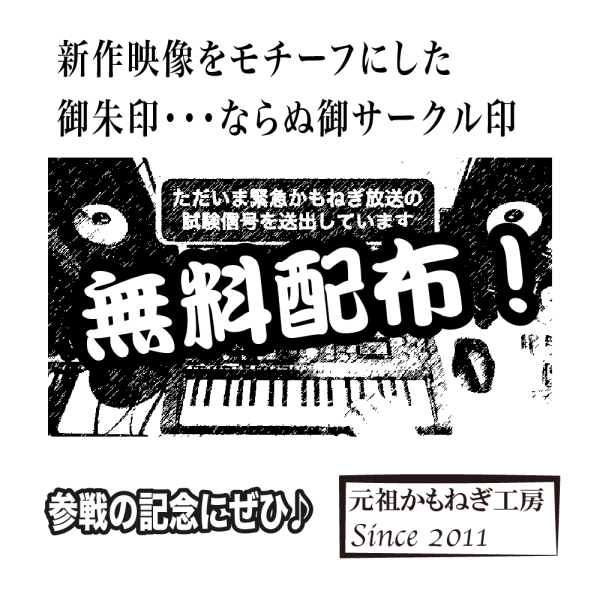 新作映像をモチーフにした
御朱印・・・ならぬ御サークル印
ただいま緊急かもねぎ放送の
試験信号を送出しています
無料配布！
参戦の記念にぜひ♪
元祖かもねぎ工房
Since 2011